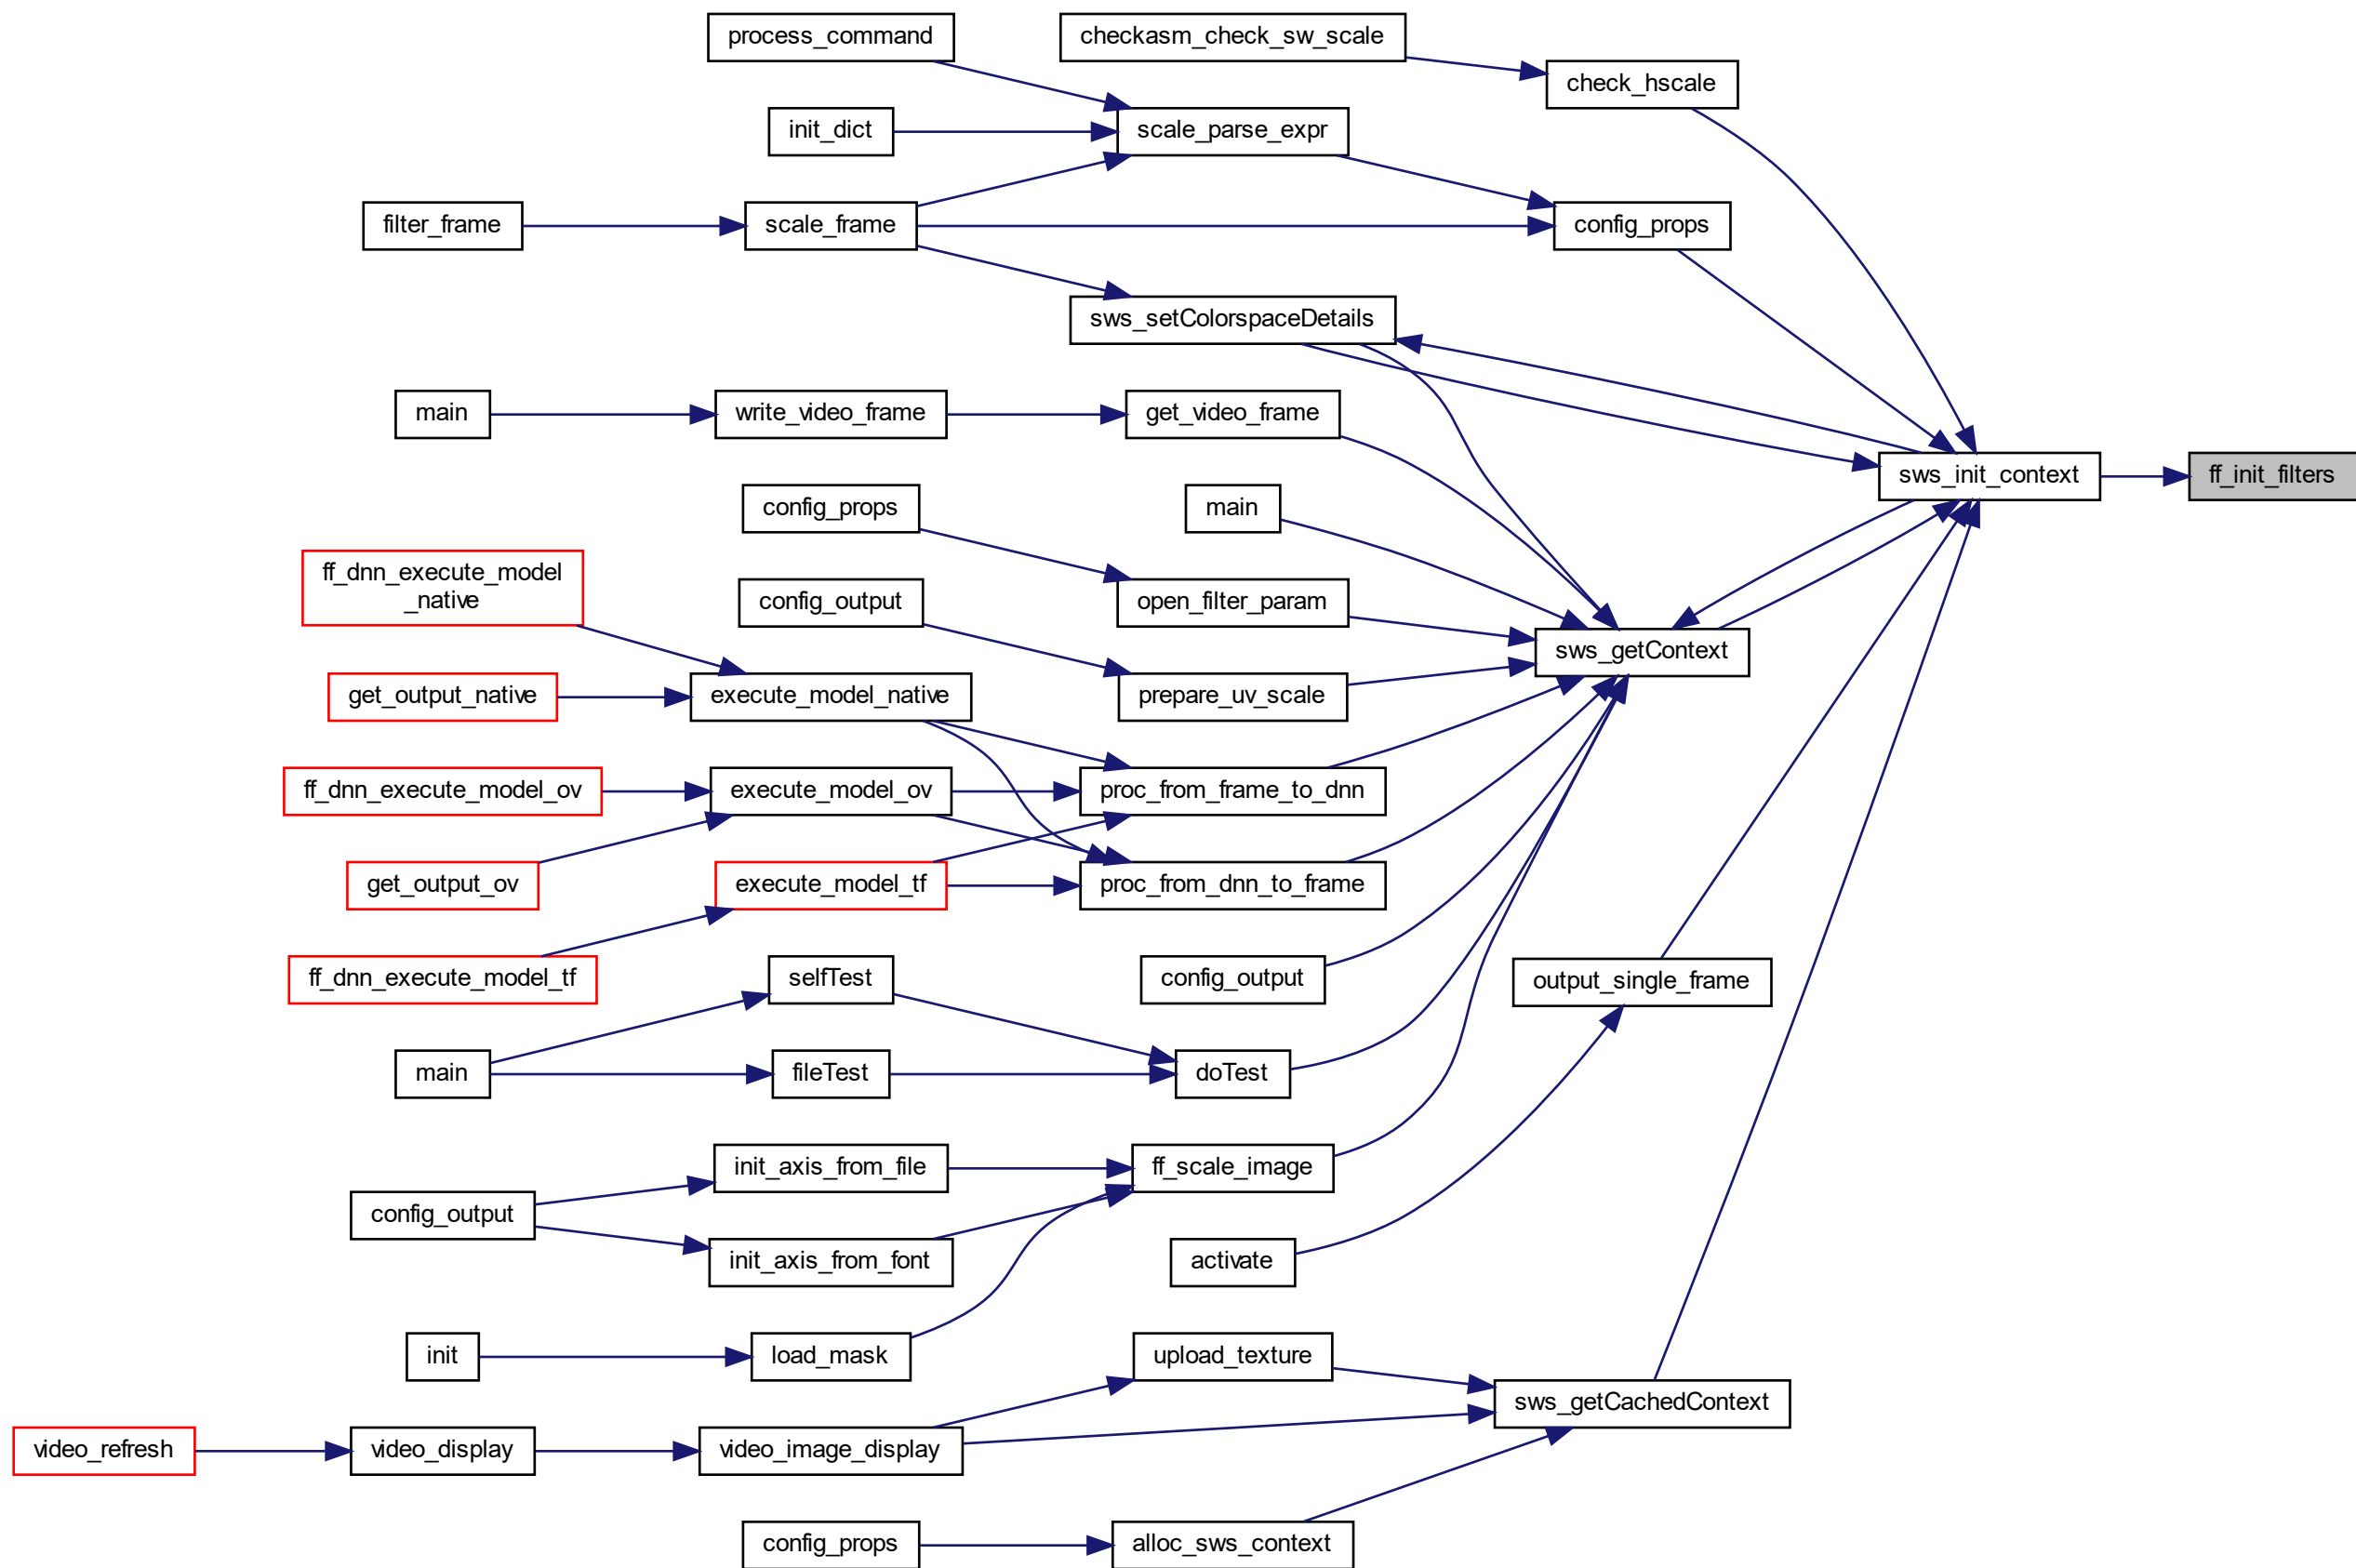 process_command
checkasm_check_sw_scale
check_hscale
init_dict
scale_parse_expr
filter_frame
scale_frame
config_props
sws_setColorspaceDetails
main
write_video_frame
get_video_frame
sws_init_context
ff_init_filters
config_props
main
ff_dnn_execute_model
_native
config_output
open_filter_param
sws_getContext
get_output_native
execute_model_native
prepare_uv_scale
ff_dnn_execute_model_ov
execute_model_ov
proc_from_frame_to_dnn
get_output_ov
execute_model_tf
proc_from_dnn_to_frame
ff_dnn_execute_model_tf
selfTest
config_output
output_single_frame
main
fileTest
doTest
init_axis_from_file
ff_scale_image
config_output
init_axis_from_font
activate
init
load_mask
upload_texture
sws_getCachedContext
video_refresh
video_display
video_image_display
config_props
alloc_sws_context